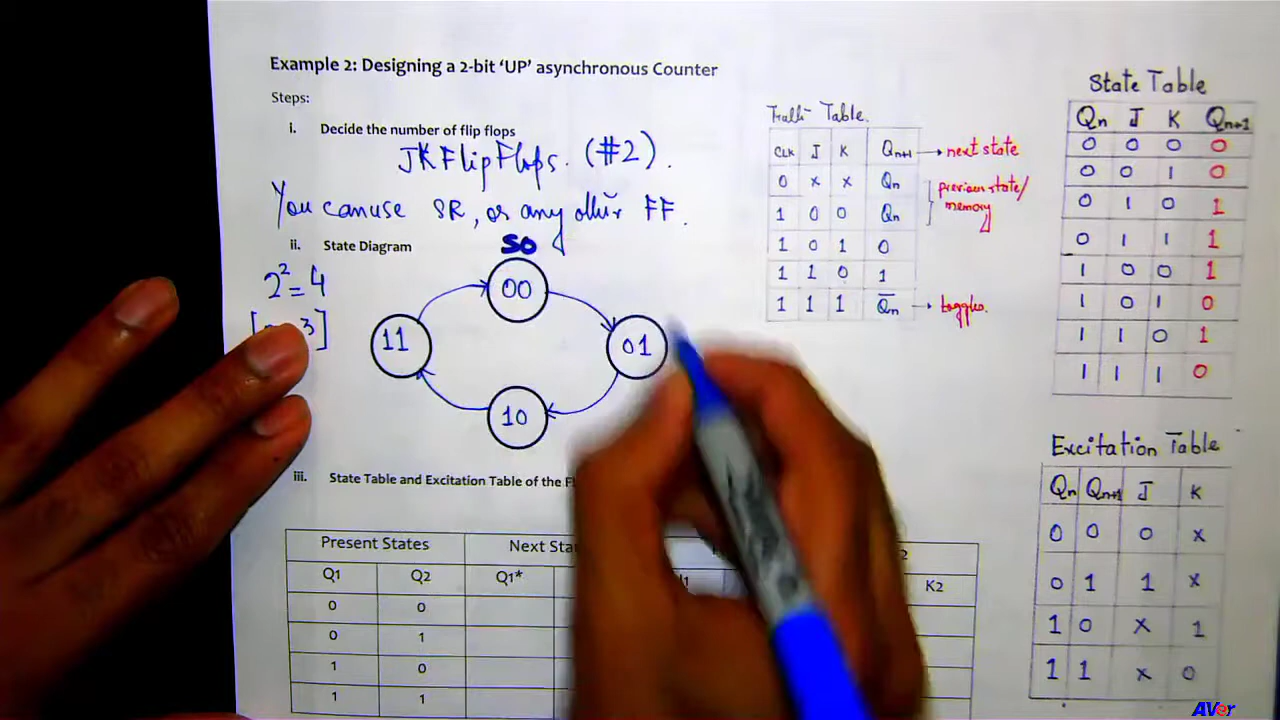 Example 2: Designing a 2-bit 'UP' asynchronous Counter
Steps:
i. Decide the number of flip flops
JK Flip Flops. (#2).
You can use SR, or any other FF.
ii. State Diagram
2² = 4
3]
S0
00
01
10
11
iii. State Table and Excitation Table of the
Present States Next
Q1 Q2 Q1* K2
0 0
0 1
1 0
1 1
Truth Table.
CLK J K Qn+1 → next state
0 x x Qn previous state/
1 0 0 Qn memory
1 0 1 0
1 1 0 1
1 1 1 Q̅n → toggles.
State Table
Qn J K Qn+1
0 0 0 0
0 0 1 0
0 1 0 1
0 1 1 1
1 0 0 1
1 0 1 0
1 1 0 1
1 1 1 0
Excitation Table
Qn Qn+1 J K
0 0 0 x
0 1 1 x
1 0 x 1
1 1 x 0
AVer